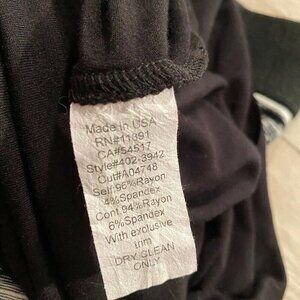 Made in USA
RN#11391
CA#54517
Style#402-3942
Cut#A04748
Self:96%Rayon
4%Spandex
Cont:94%Rayon
6%Spandex
With exclusive
trim
DRY CLEAN
ONLY